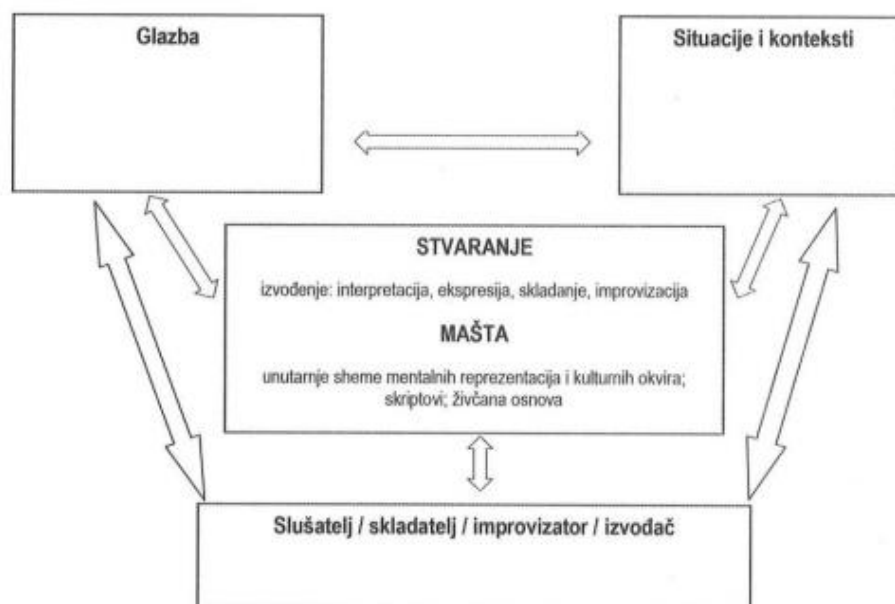 Glazba
Situacije i konteksti
STVARANJE
izvođenje: interpretacija, ekspresija, skladanje, improvizacija
MAŠTA
unutarnje sheme mentalnih reprezentacija i kulturnih okvira;
skriptovi; živčana osnova
Slušatelj / skladatelj / improvizator / izvođač